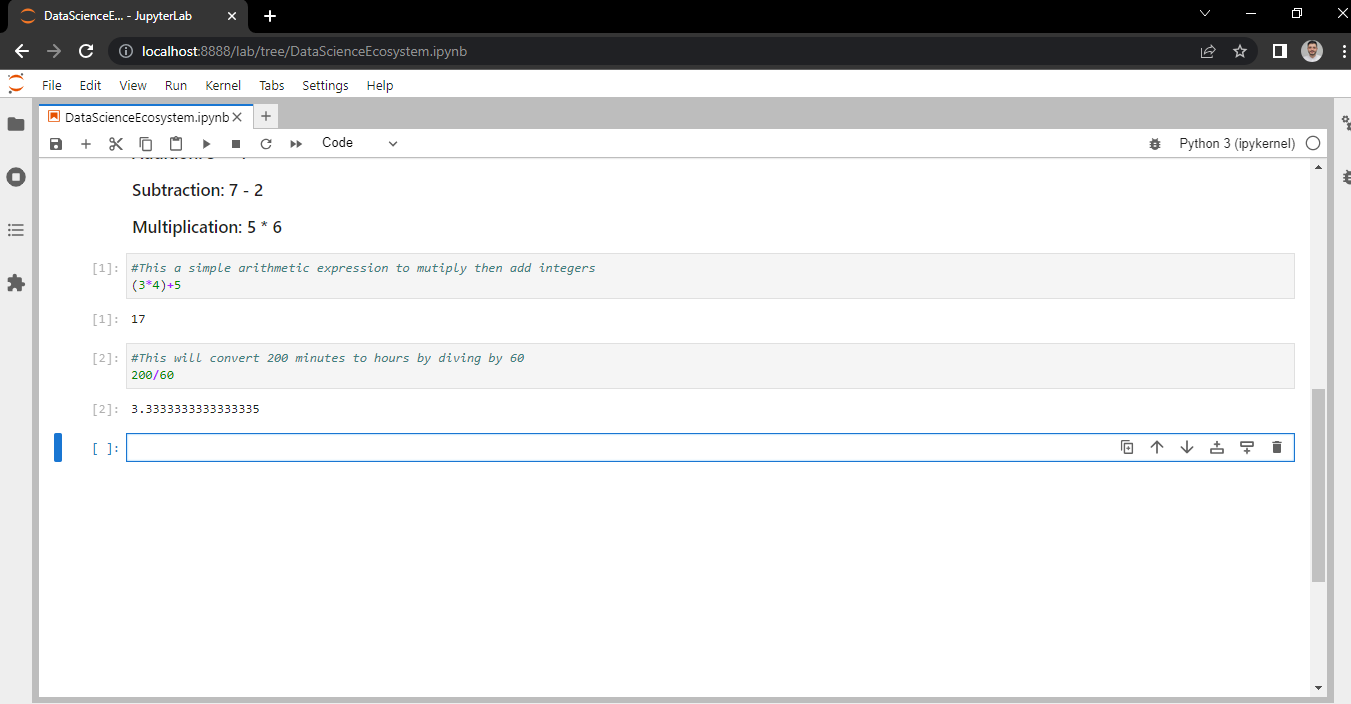 DataScienceE... - JupyterLab
localhost:8888/lab/tree/DataScienceEcosystem.ipynb
File Edit View Run Kernel Tabs Settings Help
DataScienceEcosystem.ipynb
Code
Python 3 (ipykernel)
Subtraction: 7 - 2
Multiplication: 5 * 6
[1]: #This a simple arithmetic expression to mutiply then add integers
(3*4)+5
[1]: 17
[2]: #This will convert 200 minutes to hours by diving by 60
200/60
[2]: 3.3333333333333335
[ ]: